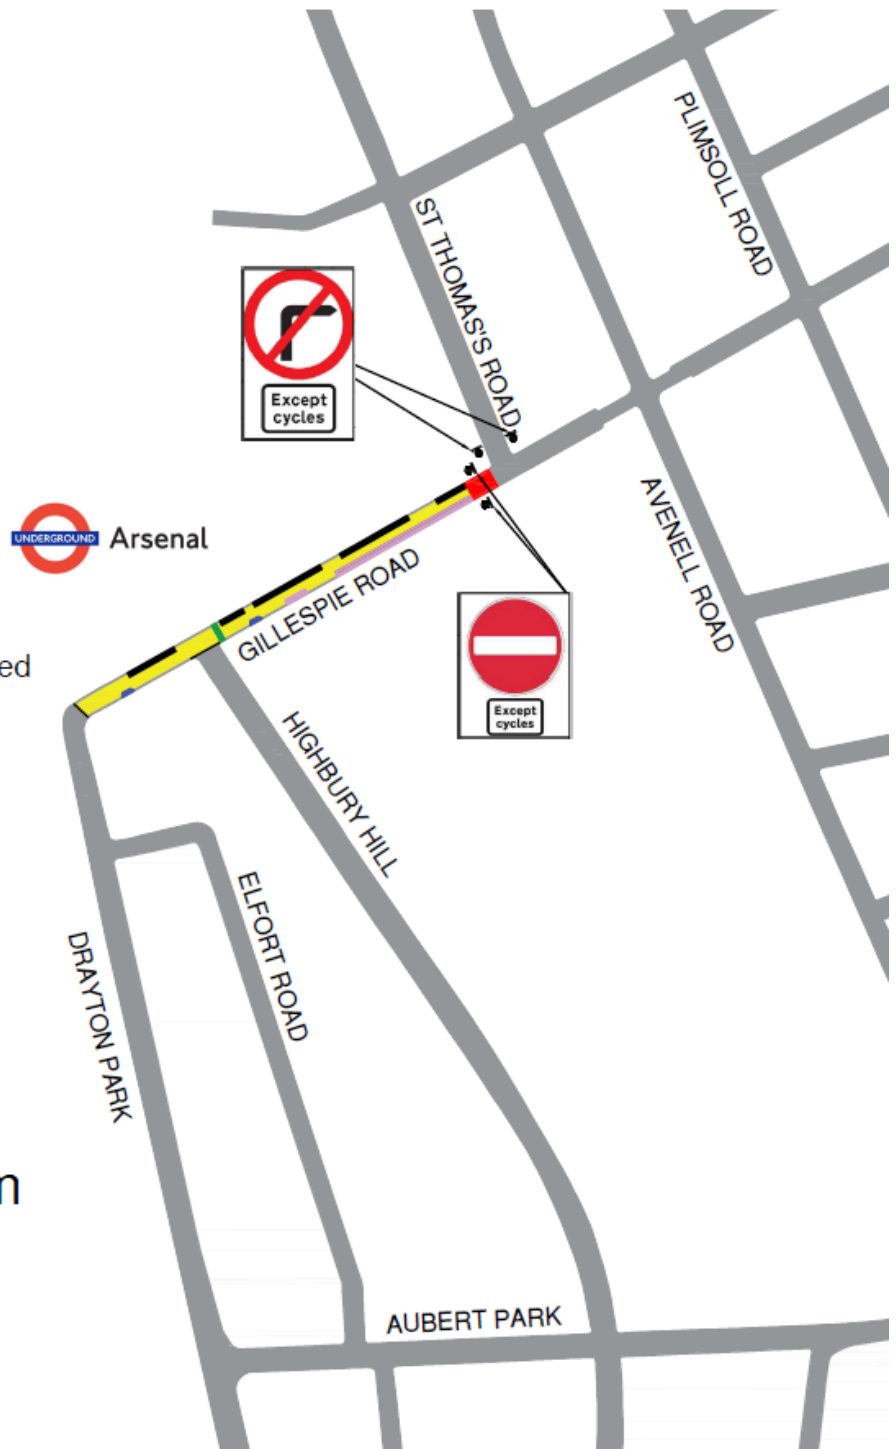 PLIMSOLL ROAD
ST THOMAS'S ROAD
Except
cycles
UNDERGROUND
Arsenal
GILLESPIE ROAD
AVENELL ROAD
Except
cycles
ed
HIGHBURY HILL
ELFORT ROAD
DRAYTON PARK
n
AUBERT PARK